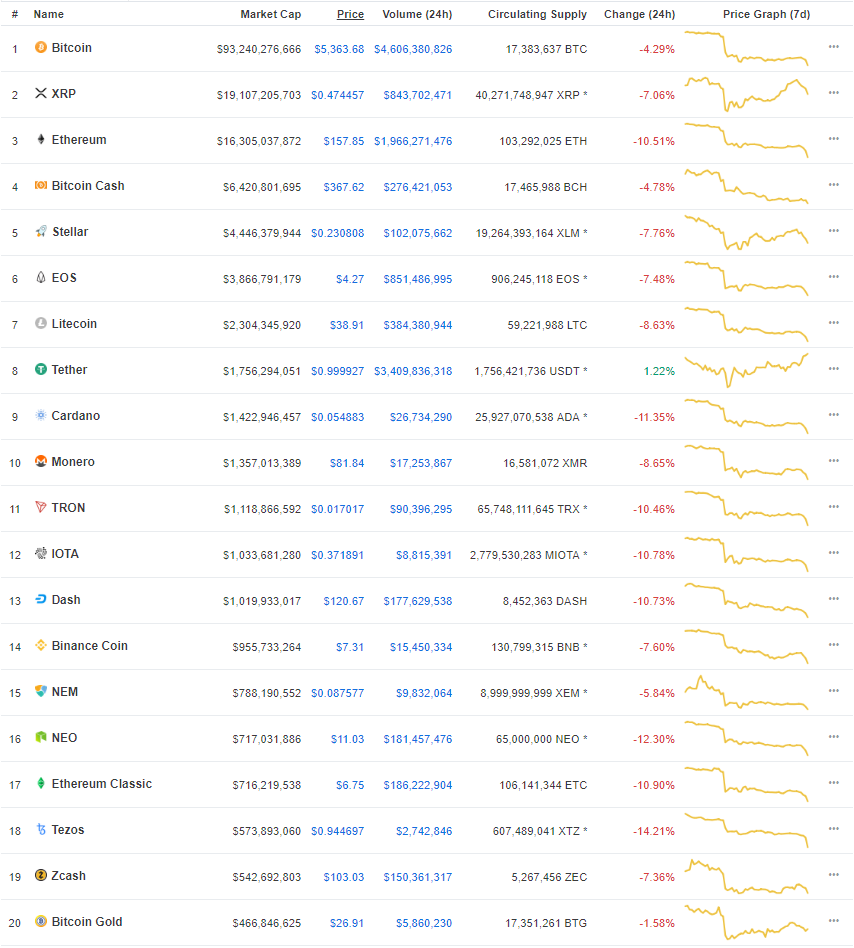 # Name Market Cap Price Volume (24h) Circulating Supply Change (24h) Price Graph (7d)
1 Bitcoin $93,240,276,666 $5,363.68 $4,606,380,826 17,383,637 BTC -4.29%
2 XRP $19,107,205,703 $0.474457 $843,702,471 40,271,748,947 XRP * -7.06%
3 Ethereum $16,305,037,872 $157.85 $1,966,271,476 103,292,025 ETH -10.51%
4 Bitcoin Cash $6,420,801,695 $367.62 $276,421,053 17,465,988 BCH -4.78%
5 Stellar $4,446,379,944 $0.230808 $102,075,662 19,264,393,164 XLM * -7.76%
6 EOS $3,866,791,179 $4.27 $851,486,995 906,245,118 EOS * -7.48%
7 Litecoin $2,304,345,920 $38.91 $384,380,944 59,221,988 LTC -8.63%
8 Tether $1,756,294,051 $0.999927 $3,409,836,318 1,756,421,736 USDT * 1.22%
9 Cardano $1,422,946,457 $0.054883 $26,734,290 25,927,070,538 ADA * -11.35%
10 Monero $1,357,013,389 $81.84 $17,253,867 16,581,072 XMR -8.65%
11 TRON $1,118,866,592 $0.017017 $90,396,295 65,748,111,645 TRX * -10.46%
12 IOTA $1,033,681,280 $0.371891 $8,815,391 2,779,530,283 MIOTA * -10.78%
13 Dash $1,019,933,017 $120.67 $177,629,538 8,452,363 DASH -10.73%
14 Binance Coin $955,733,264 $7.31 $15,450,334 130,799,315 BNB * -7.60%
15 NEM $788,190,552 $0.087577 $9,832,064 8,999,999,999 XEM * -5.84%
16 NEO $717,031,886 $11.03 $181,457,476 65,000,000 NEO * -12.30%
17 Ethereum Classic $716,219,538 $6.75 $186,222,904 106,141,344 ETC -10.90%
18 Tezos $573,893,060 $0.944697 $2,742,846 607,489,041 XTZ * -14.21%
19 Zcash $542,692,803 $103.03 $150,361,317 5,267,456 ZEC -7.36%
20 Bitcoin Gold $466,846,625 $26.91 $5,860,230 17,351,261 BTG -1.58%